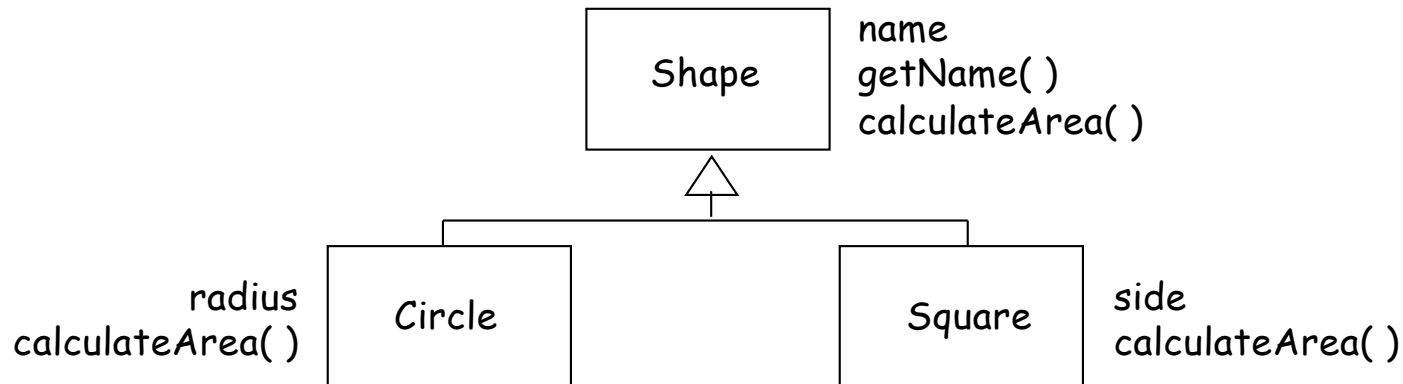 Shape
name
getName( )
calculateArea( )
radius
calculateArea( )
Circle
Square
side
calculateArea( )